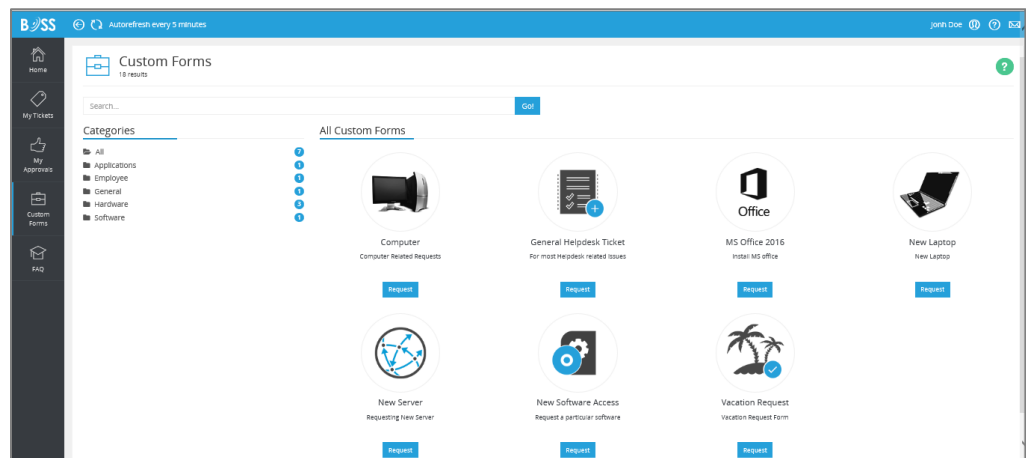 BOSS Autorefresh every 5 minutes Jonh Doe
Home
My Tickets
My
Approvals
Custom
Forms
FAQ
Custom Forms
18 results
Search... Go!
Categories
All 7
Applications 1
Employee 1
General 1
Hardware 3
Software 1
All Custom Forms
Office
Computer General Helpdesk Ticket MS Office 2016 New Laptop
Computer Related Requests For most Helpdesk related issues Install MS office New Laptop
Request Request Request Request
New Server New Software Access Vacation Request
Requesting New Server Request a particular software Vacation Request Form
Request Request Request